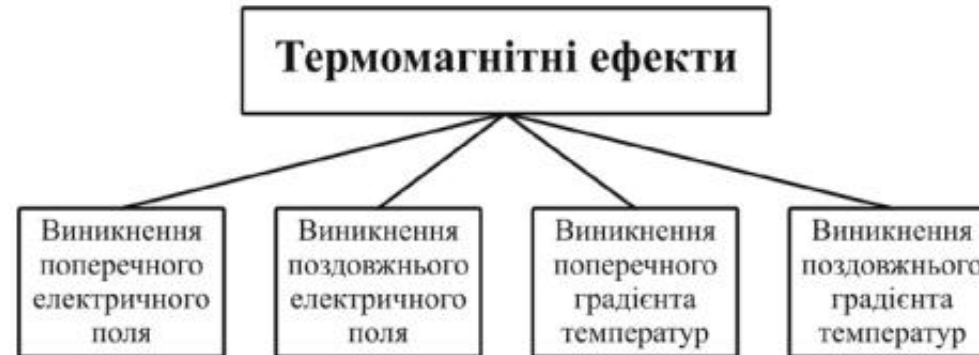 Термомагнітні ефекти
Виникнення
поперечного
електричного
поля
Виникнення
поздовжнього
електричного
поля
Виникнення
поперечного
градієнта
температур
Виникнення
поздовжнього
градієнта
температур